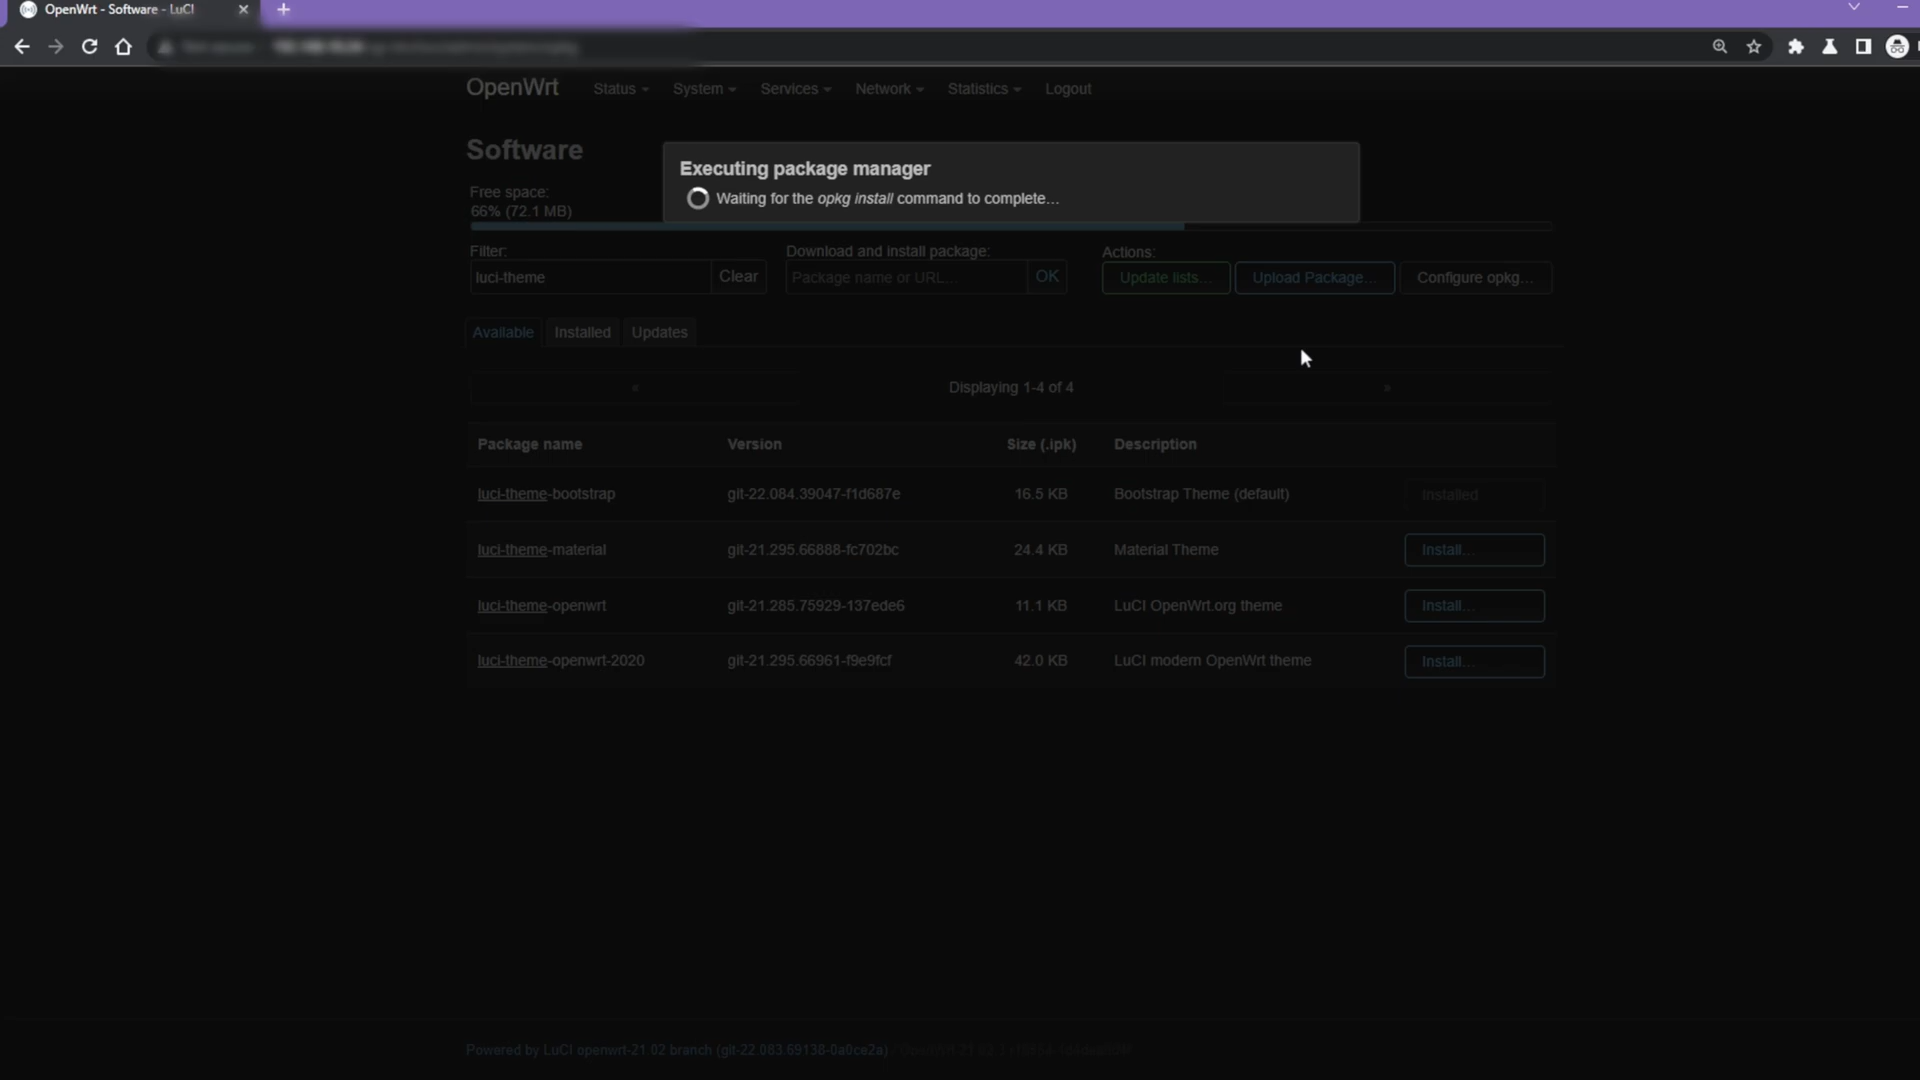 OpenWrt - Software - LuCI
OpenWrt Status System Services Network Statistics Logout
Software
Executing package manager
Waiting for the opkg install command to complete…
Free space:
66% (72.1 MB)
Filter:
luci-theme
Clear
Download and install package:
Package name or URL…
OK
Actions:
Update lists…
Upload Package…
Configure opkg…
Available Installed Updates
«
Displaying 1-4 of 4
»
Package name Version Size (.ipk) Description
luci-theme-bootstrap git-22.084.39047-f1d687e 16.5 KB Bootstrap Theme (default) Installed
luci-theme-material git-21.295.66888-fc702bc 24.4 KB Material Theme Install…
luci-theme-openwrt git-21.285.75929-137ede6 11.1 KB LuCI OpenWrt.org theme Install…
luci-theme-openwrt-2020 git-21.295.66961-f9e9fcf 42.0 KB LuCI modern OpenWrt theme Install…
Powered by LuCI openwrt-21.02 branch (git-22.083.69138-0a0ce2a)